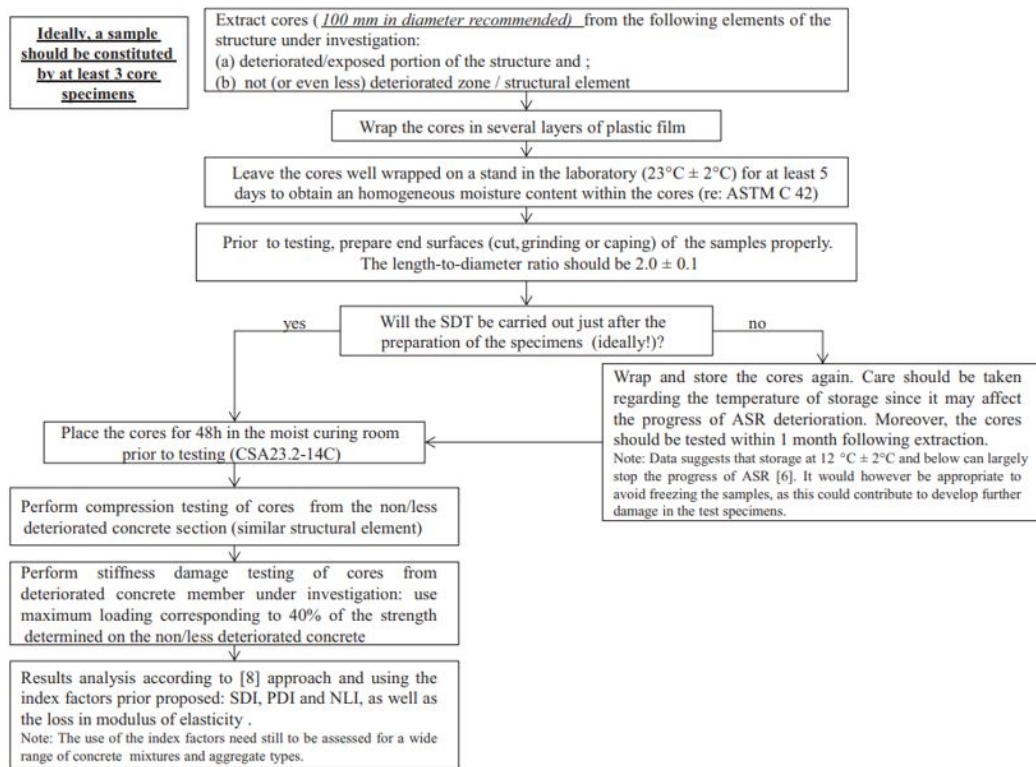 Ideally, a sample
should be constituted
by at least 3 core
specimens
Extract cores ( 100 mm in diameter recommended) from the following elements of the
structure under investigation:
(a) deteriorated/exposed portion of the structure and ;
(b) not (or even less) deteriorated zone / structural element
Wrap the cores in several layers of plastic film
Leave the cores well wrapped on a stand in the laboratory (23°C ± 2°C) for at least 5
days to obtain an homogeneous moisture content within the cores (re: ASTM C 42)
Prior to testing, prepare end surfaces (cut, grinding or caping) of the samples properly.
The length-to-diameter ratio should be 2.0 ± 0.1
Will the SDT be carried out just after the
preparation of the specimens (ideally!)?
yes
no
Wrap and store the cores again. Care should be taken
regarding the temperature of storage since it may affect
the progress of ASR deterioration. Moreover, the cores
should be tested within 1 month following extraction.
Note: Data suggests that storage at 12 °C ± 2°C and below can largely
stop the progress of ASR [6]. It would however be appropriate to
avoid freezing the samples, as this could contribute to develop further
damage in the test specimens.
Place the cores for 48h in the moist curing room
prior to testing (CSA23.2-14C)
Perform compression testing of cores from the non/less
deteriorated concrete section (similar structural element)
Perform stiffness damage testing of cores from
deteriorated concrete member under investigation: use
maximum loading corresponding to 40% of the strength
determined on the non/less deteriorated concrete
Results analysis according to [8] approach and using the
index factors prior proposed: SDI, PDI and NLI, as well as
the loss in modulus of elasticity .
Note: The use of the index factors need still to be assessed for a wide
range of concrete mixtures and aggregate types.